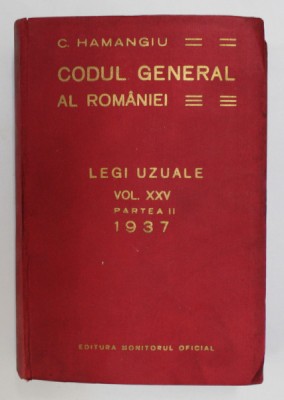 C. HAMANGIU
CODUL GENERAL
AL ROMÂNIEI
LEGI UZUALE
VOL. XXV
PARTEA II
1937
EDITURA MONITORUL OFICIAL